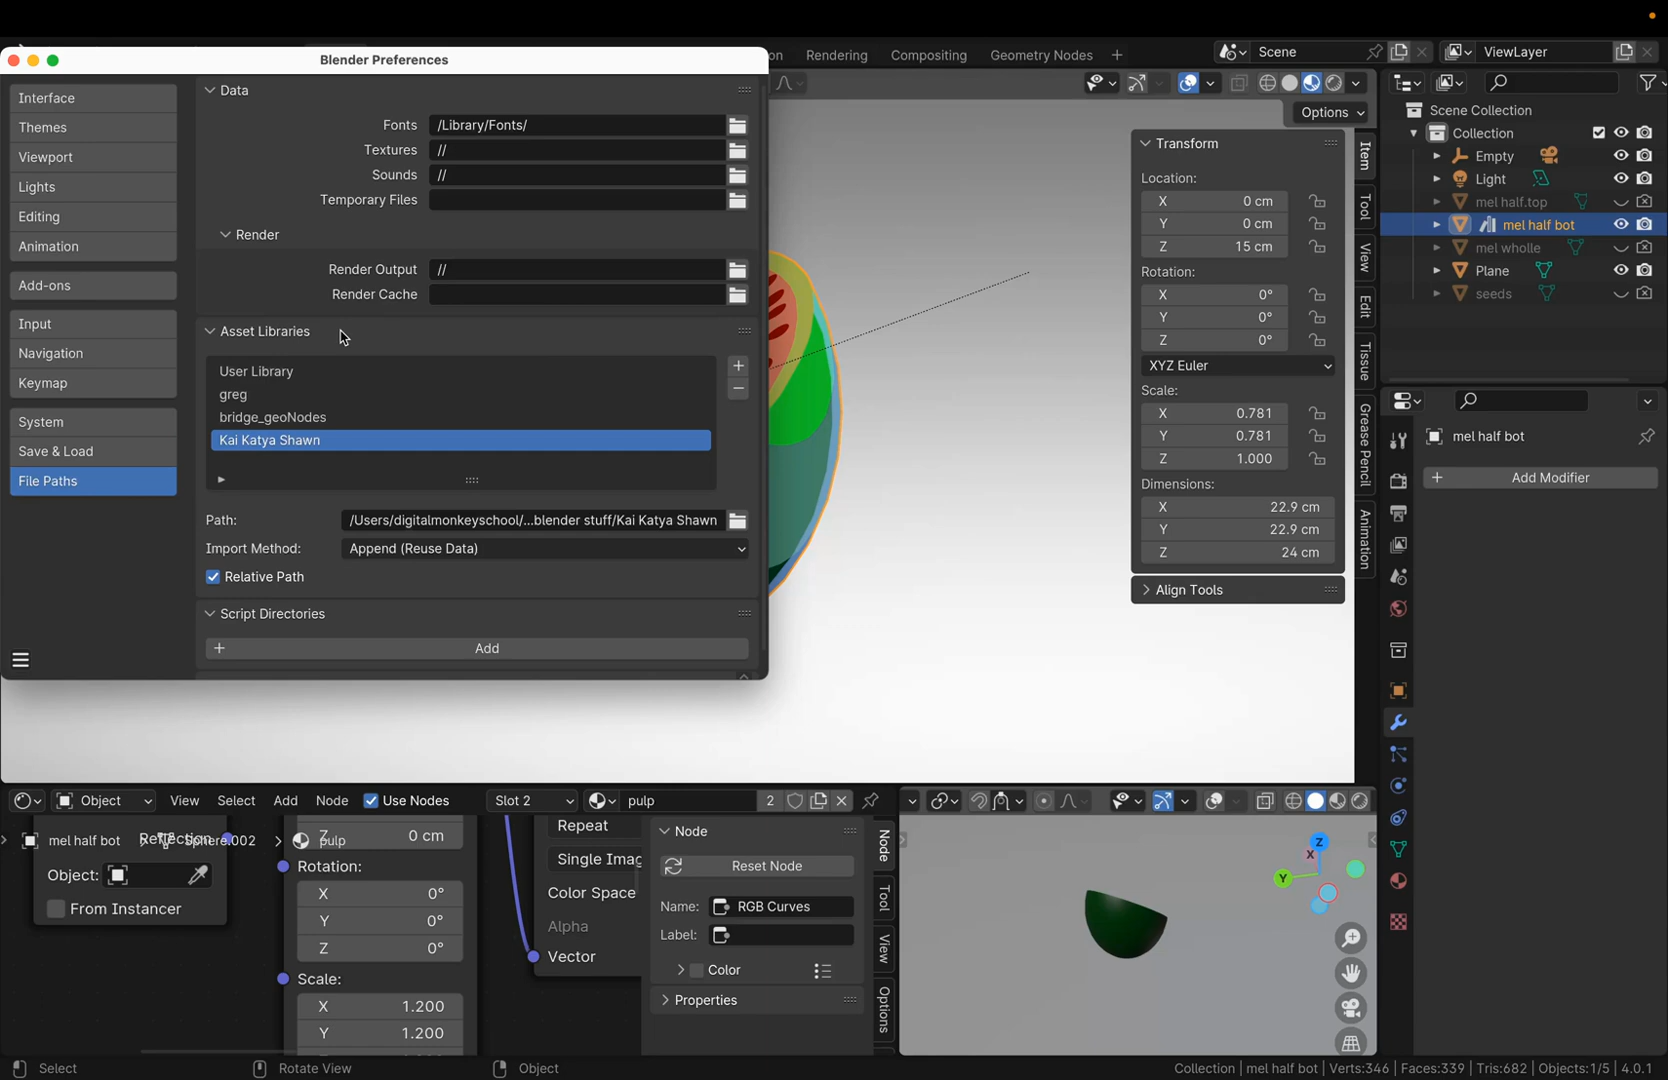 Blender Preferences
Interface
Themes
Viewport
Lights
Editing
Animation
Add-ons
Input
Navigation
Keymap
System
Save & Load
File Paths
Data
Fonts /Library/Fonts/
Textures //
Sounds //
Temporary Files
Render
Render Output //
Render Cache
Asset Libraries
User Library
greg
bridge_geoNodes
Kai Katya Shawn
Path: /Users/digitalmonkeyschool/...blender stuff/Kai Katya Shawn
Import Method: Append (Reuse Data)
Relative Path
Script Directories
Add
Rendering Compositing Geometry Nodes
Scene
ViewLayer
Options
Transform
Location:
X 0 cm
Y 0 cm
Z 15 cm
Rotation:
X 0°
Y 0°
Z 0°
XYZ Euler
Scale:
X 0.781
Y 0.781
Z 1.000
Dimensions:
X 22.9 cm
Y 22.9 cm
Z 24 cm
Align Tools
Item
Tool
View
Edit
Tissue
Grease Pencil
Animation
Scene Collection
Collection
Empty
Light
mel half.top
mel half bot
mel wholle
Plane
seeds
mel half bot
Add Modifier
Object View Select Add Node Use Nodes Slot 2 pulp 2
mel half bot Sphere.002 pulp
Reflection
Object:
From Instancer
Z 0 cm
Rotation:
X 0°
Y 0°
Z 0°
Scale:
X 1.200
Y 1.200
Repeat
Single Imag
Color Space
Alpha
Vector
Node
Reset Node
Name: RGB Curves
Label:
Color
Properties
Node
Tool
View
Options
Z
X
Y
Select Rotate View Object
Collection | mel half bot | Verts:346 | Faces:339 | Tris:682 | Objects:1/5 | 4.0.1